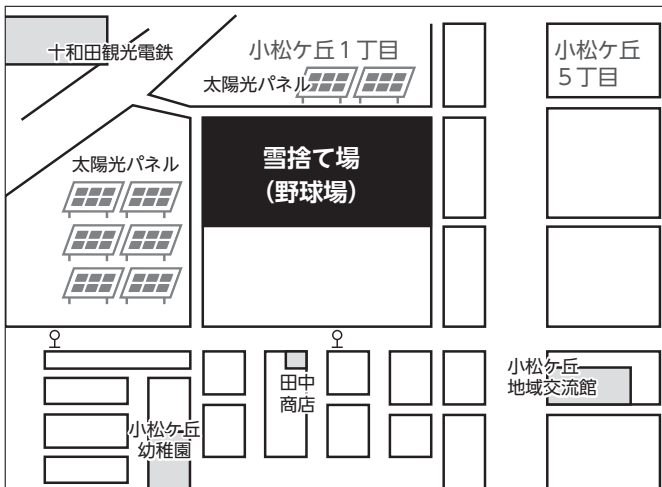 十和田観光電鉄
小松ケ丘1丁目
太陽光パネル
小松ケ丘
5丁目
太陽光パネル
雪捨て場
(野球場)
田中
商店
小松ケ丘
地域交流館
小松ケ丘
幼稚園